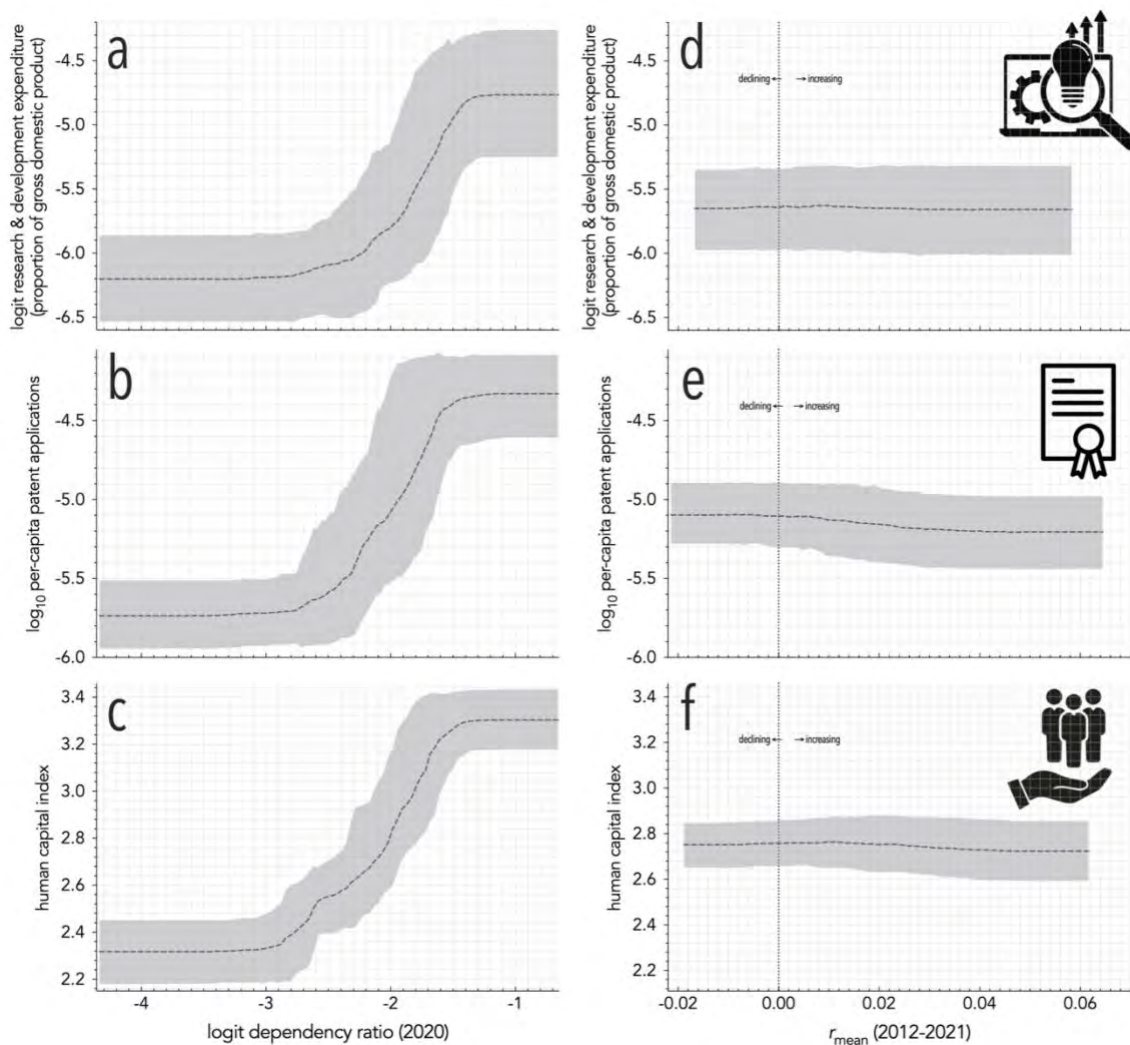 a
logit research & development expenditure
(proportion of gross domestic product)
-4.5
-5.0
-5.5
-6.0
-6.5
d
declining
increasing
logit research & development expenditure
(proportion of gross domestic product)
-4.5
-5.0
-5.5
-6.0
-6.5
b
log10 per-capita patent applications
-4.5
-5.0
-5.5
-6.0
e
declining
increasing
log10 per-capita patent applications
-4.5
-5.0
-5.5
-6.0
c
human capital index
3.4
3.2
3.0
2.8
2.6
2.4
2.2
-4 -3 -2 -1
logit dependency ratio (2020)
f
declining
increasing
human capital index
3.4
3.2
3.0
2.8
2.6
2.4
2.2
-0.02 0.00 0.02 0.04 0.06
rmean (2012-2021)